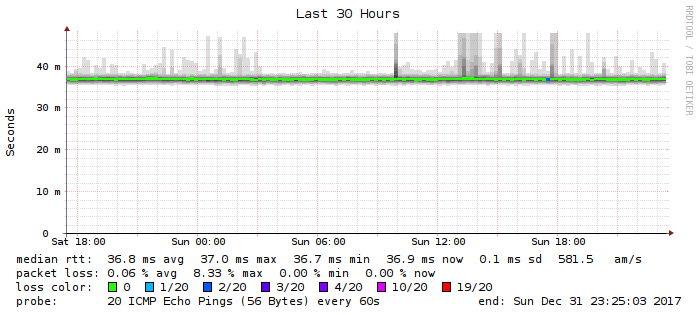 Last 30 Hours
RRDTOOL / TOBI OETIKER
Seconds
40 m
30 m
20 m
10 m
0
Sat 18:00 Sun 00:00 Sun 06:00 Sun 12:00 Sun 18:00
median rtt: 36.8 ms avg 37.0 ms max 36.7 ms min 36.9 ms now 0.1 ms sd 581.5 am/s
packet loss: 0.06 % avg 8.33 % max 0.00 % min 0.00 % now
loss color: 0 1/20 2/20 3/20 4/20 10/20 19/20
probe: 20 ICMP Echo Pings (56 Bytes) every 60s end: Sun Dec 31 23:25:03 2017